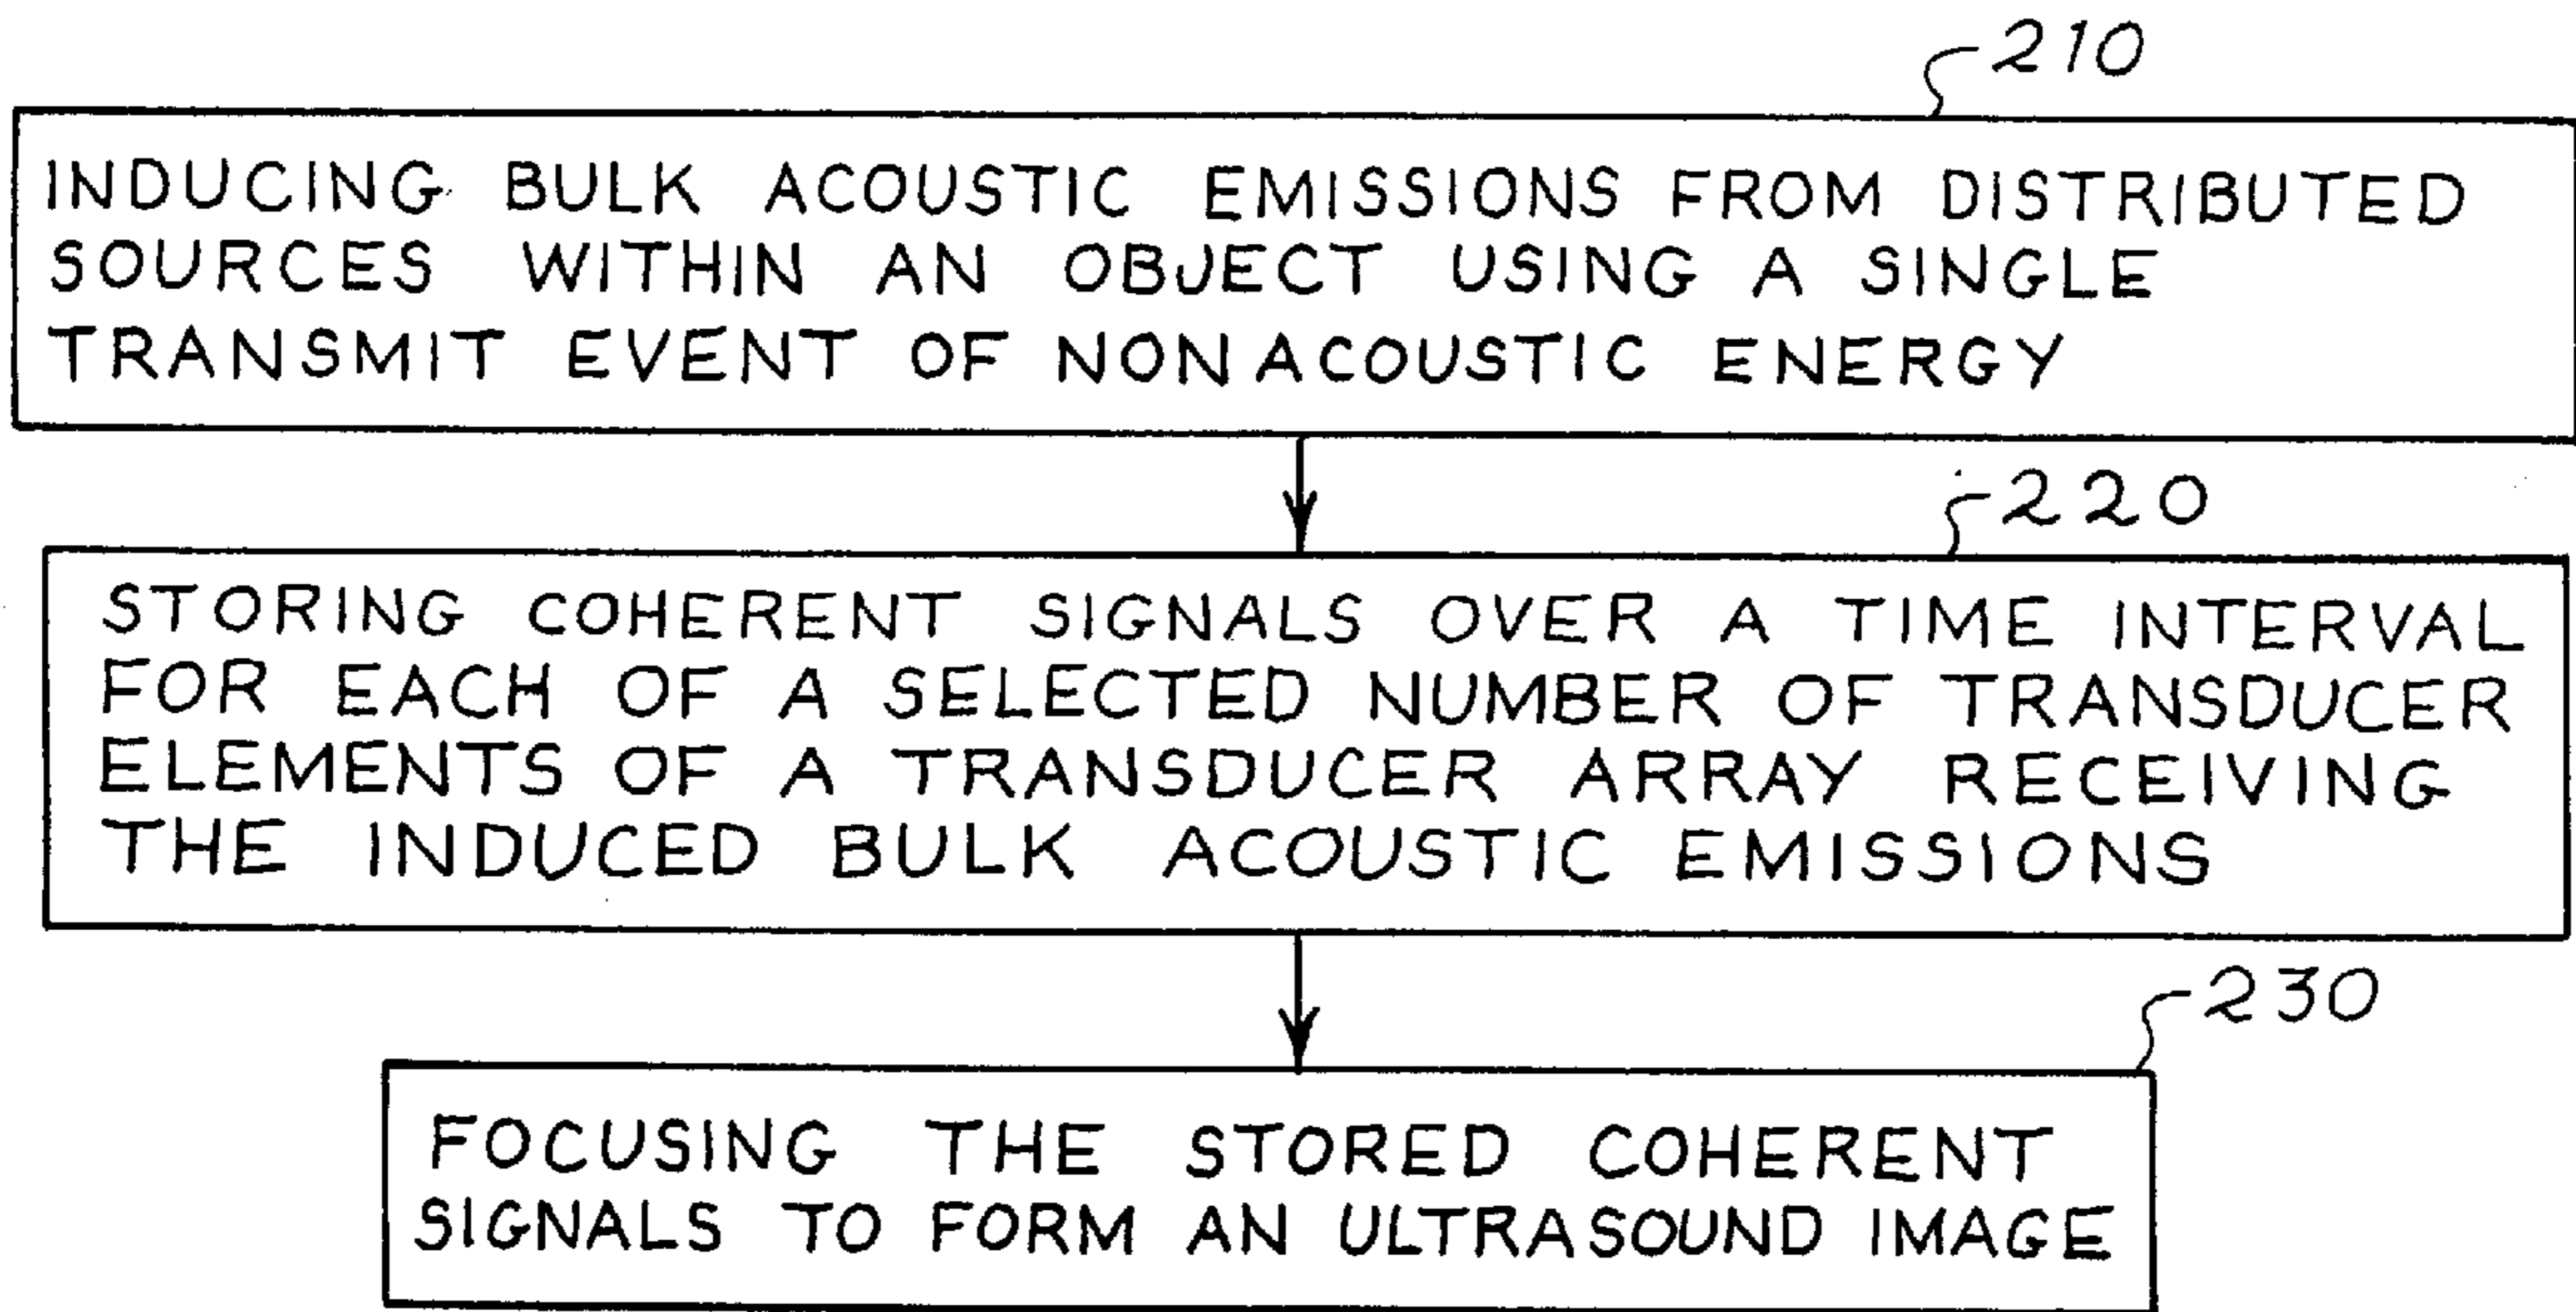 210
INDUCING BULK ACOUSTIC EMISSIONS FROM DISTRIBUTED
SOURCES WITHIN AN OBJECT USING A SINGLE
TRANSMIT EVENT OF NONACOUSTIC ENERGY
220
STORING COHERENT SIGNALS OVER A TIME INTERVAL
FOR EACH OF A SELECTED NUMBER OF TRANSDUCER
ELEMENTS OF A TRANSDUCER ARRAY RECEIVING
THE INDUCED BULK ACOUSTIC EMISSIONS
230
FOCUSING THE STORED COHERENT
SIGNALS TO FORM AN ULTRASOUND IMAGE